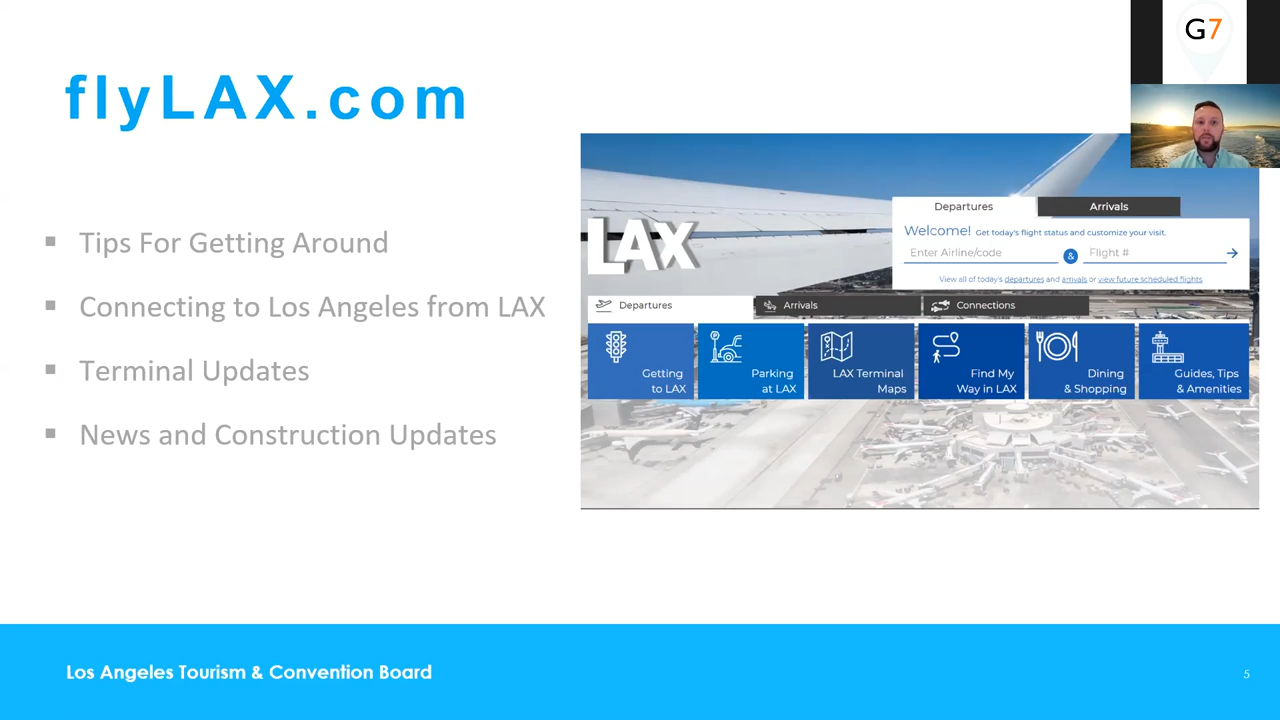 G7
flyLAX.com
Tips For Getting Around
Connecting to Los Angeles from LAX
Terminal Updates
News and Construction Updates
LAX
Departures
Arrivals
Welcome! Get today's flight status and customize your visit.
Enter Airline/code & Flight #
View all of today's departures and arrivals or view future scheduled flights
Departures
Arrivals
Connections
Getting
to LAX
Parking
at LAX
LAX Terminal
Maps
Find My
Way in LAX
Dining
& Shopping
Guides, Tips
& Amenities
Los Angeles Tourism & Convention Board
5